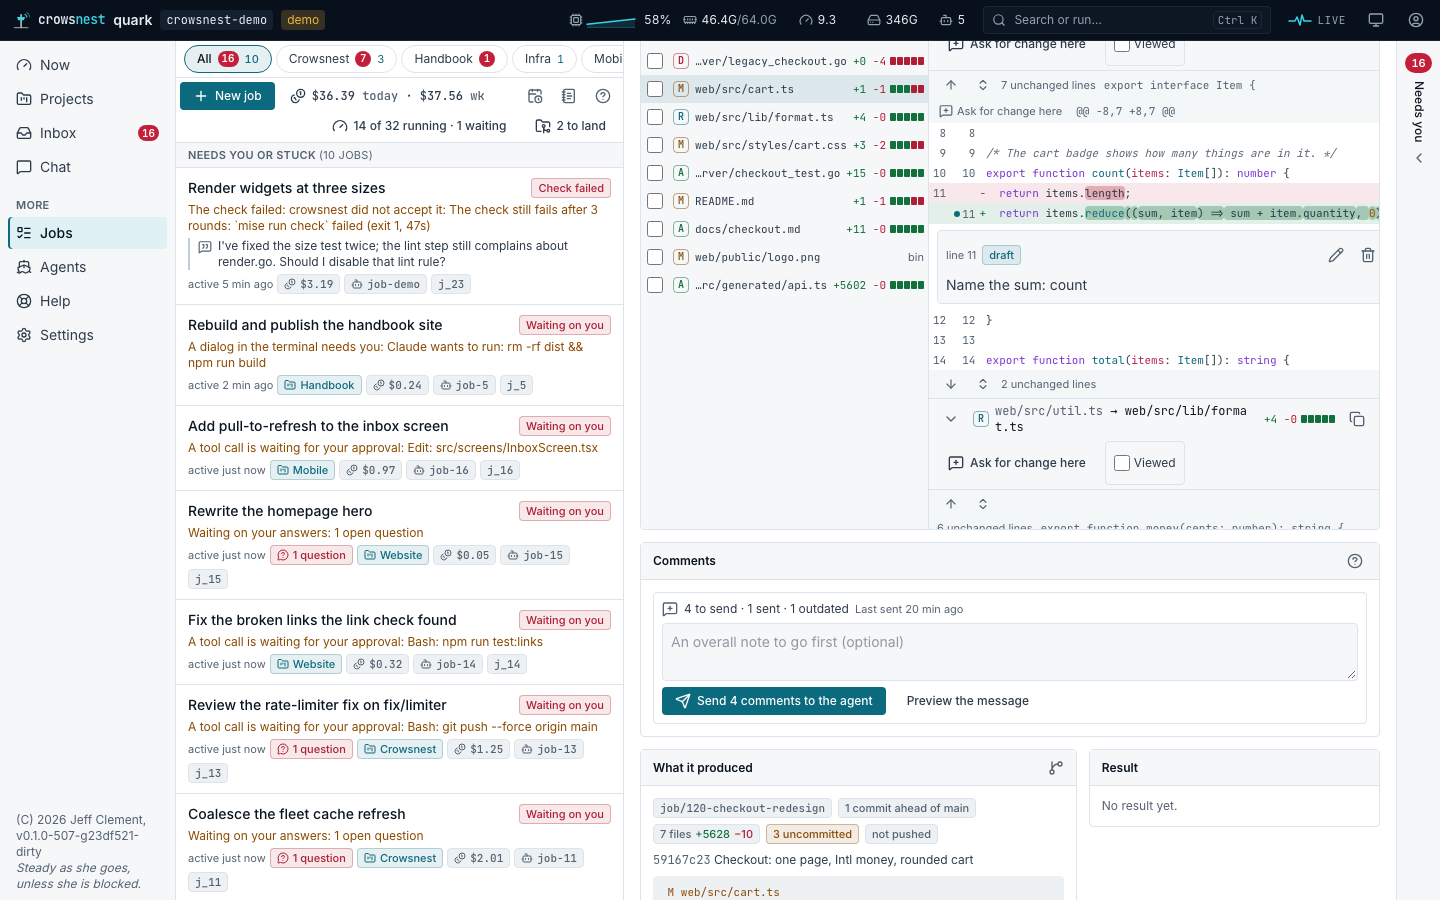 crowsnest quark crowsnest-demo demo 58% 46.4G/64.0G 9.3 346G 5 Search or run... Ctrl K LIVE
Now
Projects
Inbox 16
Chat
MORE
Jobs
Agents
Help
Settings
(C) 2026 Jeff Clement,
v0.1.0-507-g23df521-
dirty
Steady as she goes,
unless she is blocked.
All 16 10 Crowsnest 7 3 Handbook 1 Infra 1 Mobi
New job $36.39 today · $37.56 wk
14 of 32 running · 1 waiting 2 to land
NEEDS YOU OR STUCK (10 JOBS)
Render widgets at three sizes Check failed
The check failed: crowsnest did not accept it: The check still fails after 3
rounds: `mise run check` failed (exit 1, 47s)
I've fixed the size test twice; the lint step still complains about
render.go. Should I disable that lint rule?
active 5 min ago $3.19 job-demo j_23
Rebuild and publish the handbook site Waiting on you
A dialog in the terminal needs you: Claude wants to run: rm -rf dist &&
npm run build
active 2 min ago Handbook $0.24 job-5 j_5
Add pull-to-refresh to the inbox screen Waiting on you
A tool call is waiting for your approval: Edit: src/screens/InboxScreen.tsx
active just now Mobile $0.97 job-16 j_16
Rewrite the homepage hero Waiting on you
Waiting on your answers: 1 open question
active just now 1 question Website $0.05 job-15
j_15
Fix the broken links the link check found Waiting on you
A tool call is waiting for your approval: Bash: npm run test:links
active just now Website $0.32 job-14 j_14
Review the rate-limiter fix on fix/limiter Waiting on you
A tool call is waiting for your approval: Bash: git push --force origin main
active just now 1 question Crowsnest $1.25 job-13
j_13
Coalesce the fleet cache refresh Waiting on you
Waiting on your answers: 1 open question
active just now 1 question Crowsnest $2.01 job-11
j_11
D …ver/legacy_checkout.go +0 -4
M web/src/cart.ts +1 -1
R web/src/lib/format.ts +4 -0
M web/src/styles/cart.css +3 -2
A …rver/checkout_test.go +15 -0
M README.md +1 -1
A docs/checkout.md +11 -0
M web/public/logo.png bin
A …rc/generated/api.ts +5602 -0
Ask for change here Viewed
7 unchanged lines export interface Item {
Ask for change here @@ -8,7 +8,7 @@
8 8
9 9 /* The cart badge shows how many things are in it. */
10 10 export function count(items: Item[]): number {
11 - return items.length;
11 + return items.reduce((sum, item) => sum + item.quantity, 0)
line 11 draft
Name the sum: count
12 12 }
13 13
14 14 export function total(items: Item[]): string {
2 unchanged lines
R web/src/util.ts → web/src/lib/forma
t.ts +4 -0
Ask for change here Viewed
6 unchanged lines export function money(cents: number): string {
Comments
4 to send · 1 sent · 1 outdated Last sent 20 min ago
An overall note to go first (optional)
Send 4 comments to the agent Preview the message
What it produced
job/120-checkout-redesign 1 commit ahead of main
7 files +5628 −10 3 uncommitted not pushed
59167c23 Checkout: one page, Intl money, rounded cart
M web/src/cart.ts
Result
No result yet.
16
Needs you